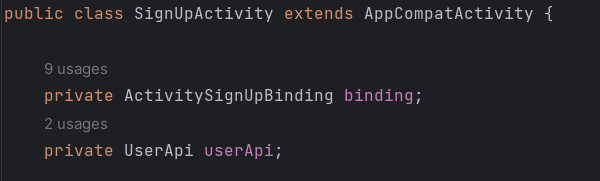 public class SignUpActivity extends AppCompatActivity {
9 usages
private ActivitySignUpBinding binding;
2 usages
private UserApi userApi;